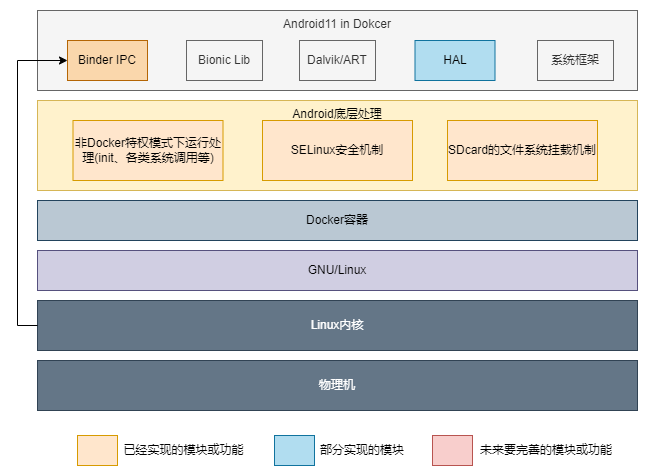 Android11 in Dokcer
Binder IPC
Bionic Lib
Dalvik/ART
HAL
系统框架
Android底层处理
非Docker特权模式下运行处
理(init、各类系统调用等)
SELinux安全机制
SDcard的文件系统挂载机制
Docker容器
GNU/Linux
Linux内核
物理机
已经实现的模块或功能
部分实现的模块
未来要完善的模块或功能